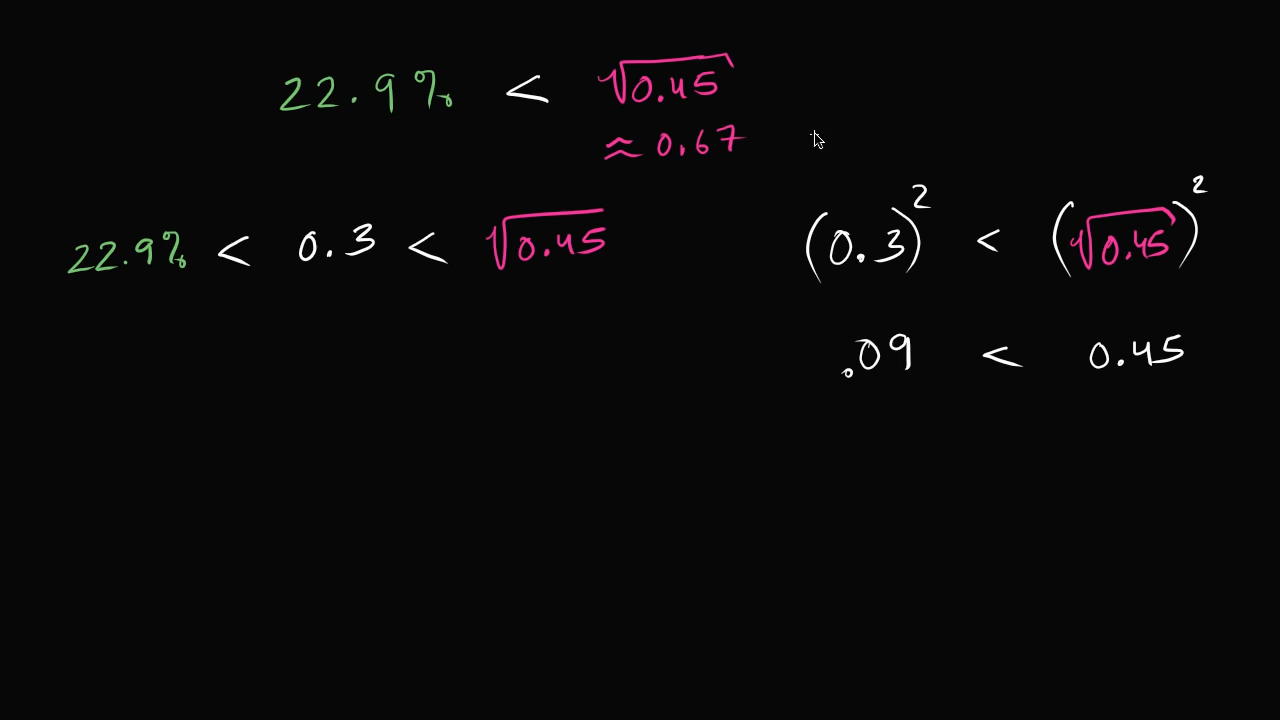 22.9% < √0.45
≈ 0.67
22.9% < 0.3 < √0.45
(0.3)² < (√0.45)²
.09 < 0.45